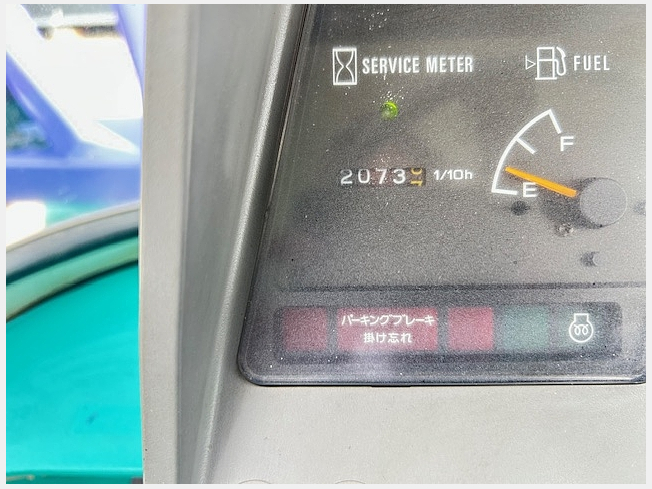 SERVICE METER
FUEL
2073 1/10h
F
E
パーキングブレーキ
掛け忘れ